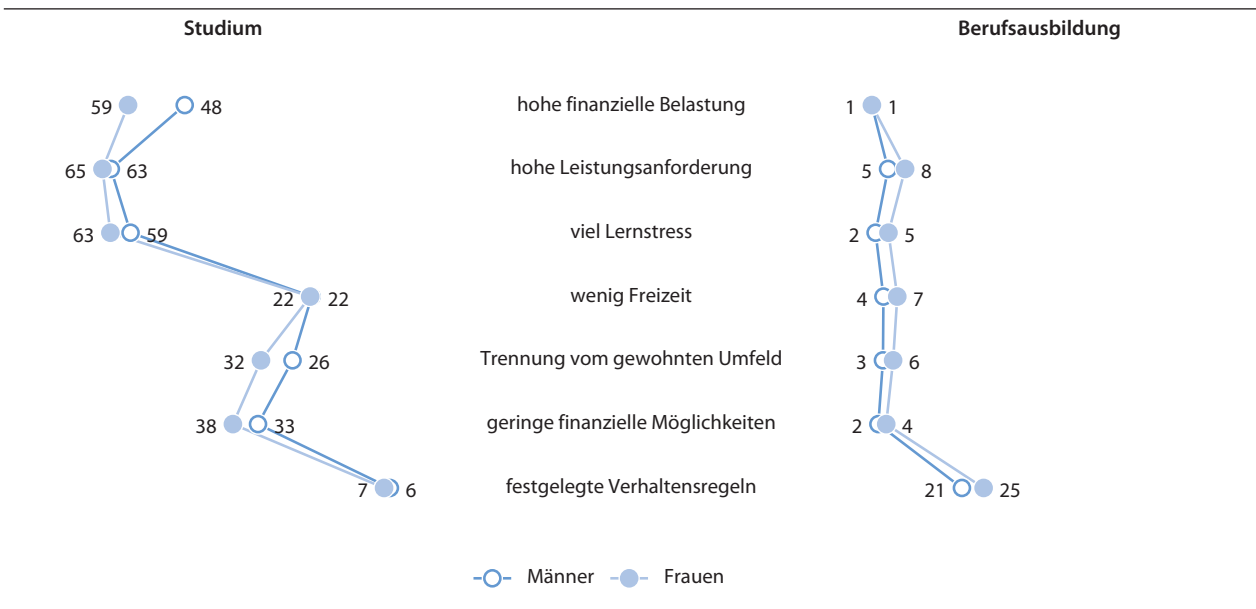 Studium Berufsausbildung
59 48 hohe finanzielle Belastung 1 1
65 63 hohe Leistungsanforderung 5 8
63 59 viel Lernstress 2 5
22 22 wenig Freizeit 4 7
32 26 Trennung vom gewohnten Umfeld 3 6
38 33 geringe finanzielle Möglichkeiten 2 4
7 6 festgelegte Verhaltensregeln 21 25
Männer Frauen